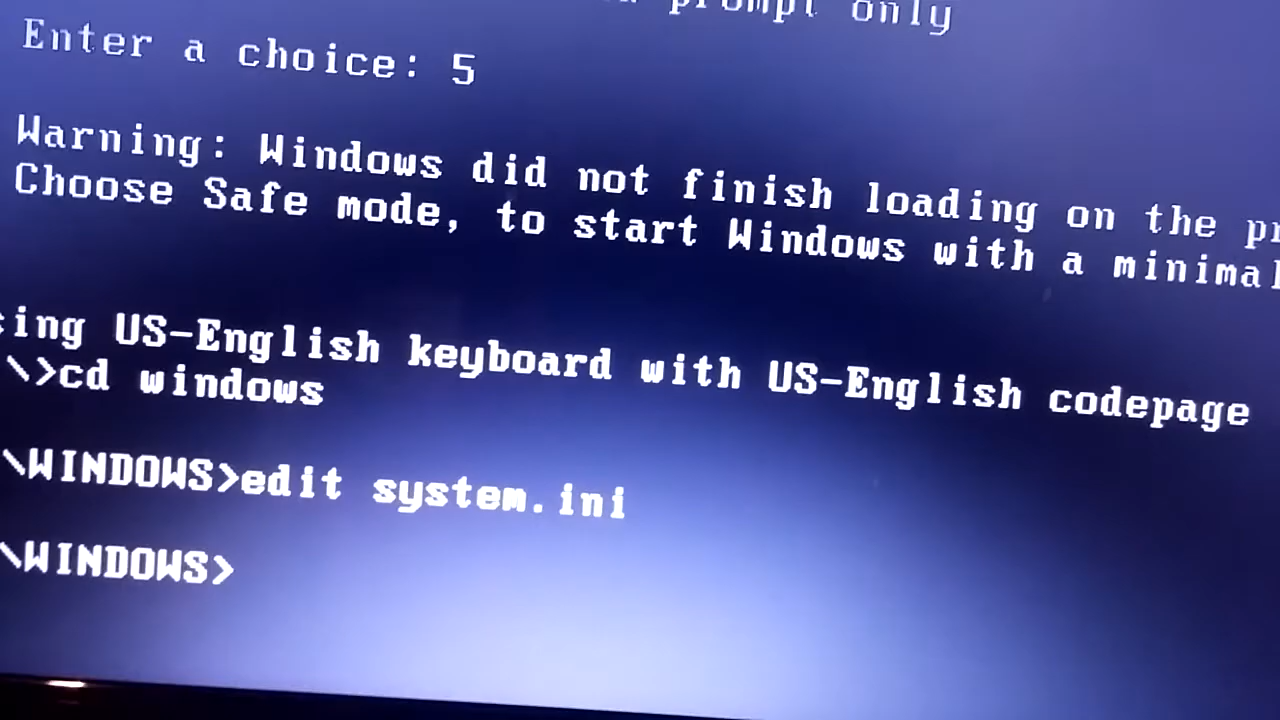 prompt only
Enter a choice: 5
Warning: Windows did not finish loading on the
Choose Safe mode, to start Windows with a minimal
US-English keyboard with US-English codepage
\>cd windows
\WINDOWS>edit system.ini
\WINDOWS>